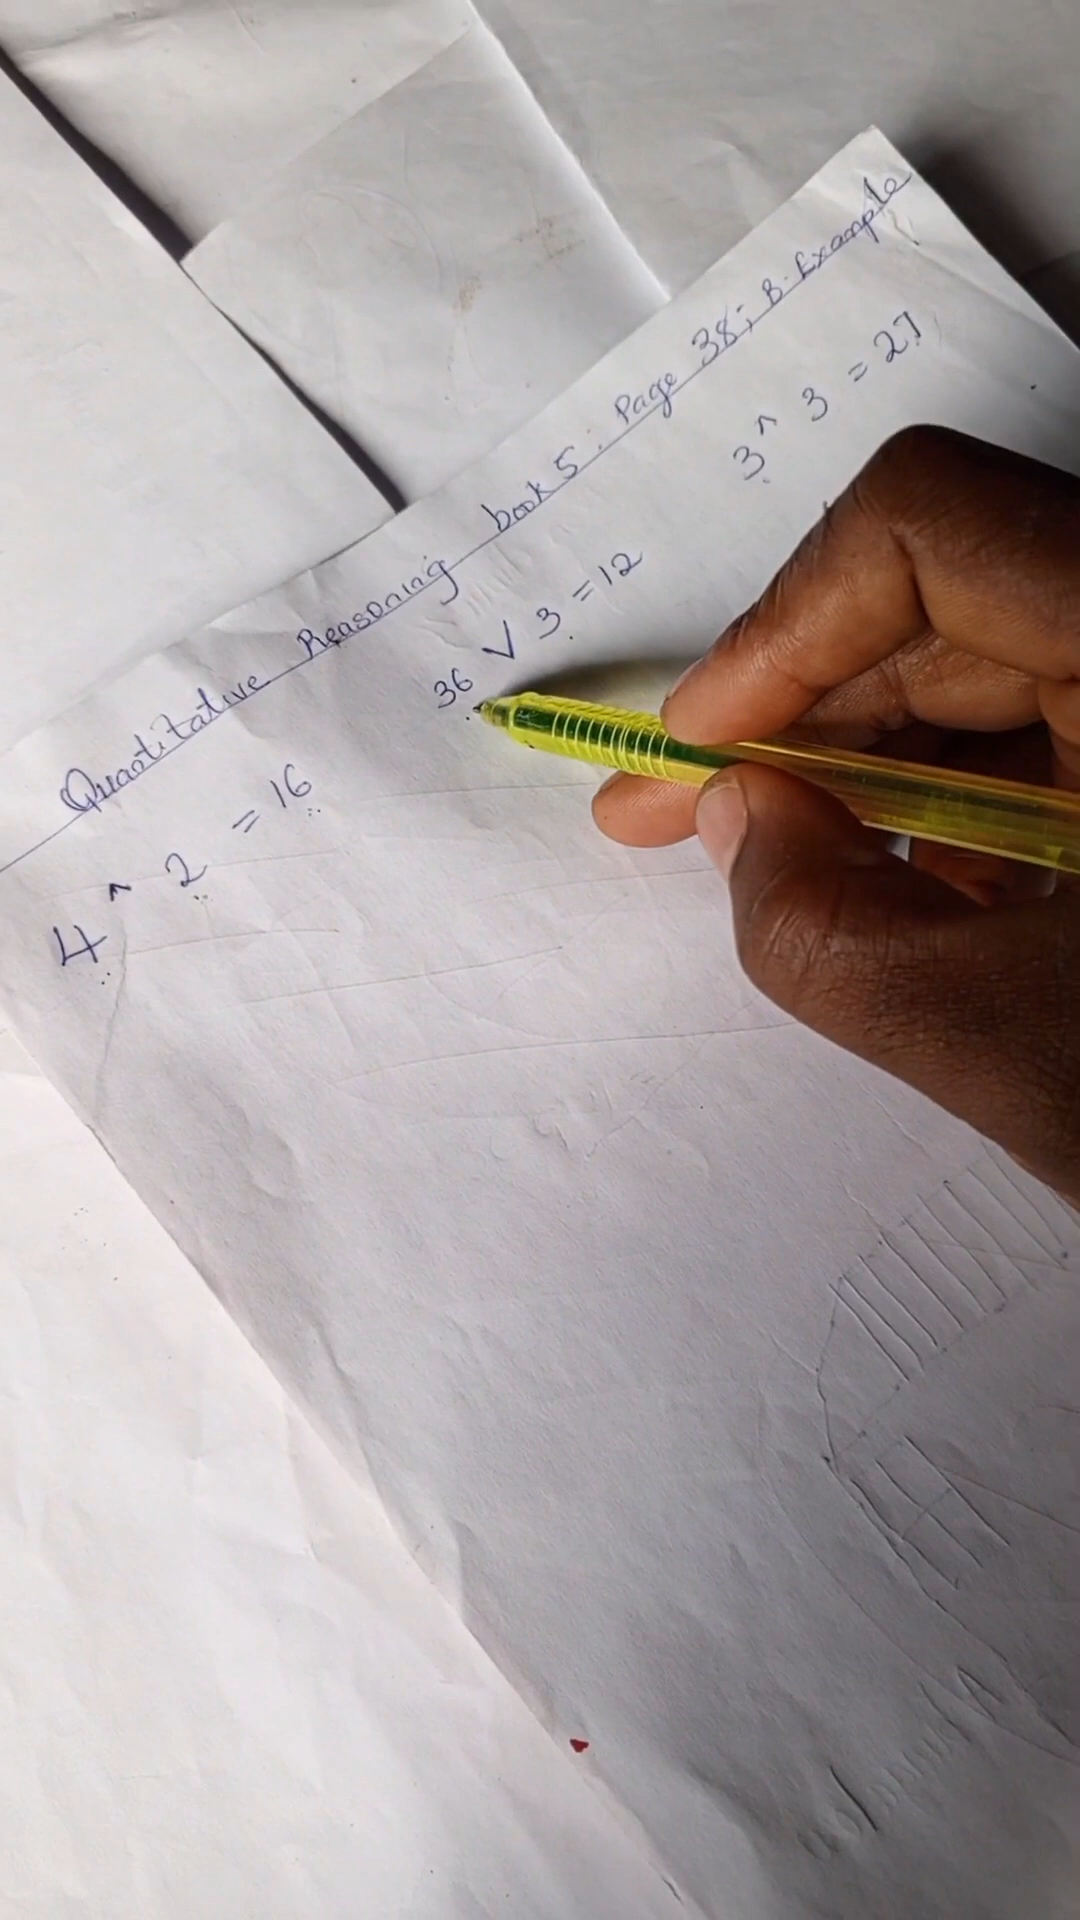 Quantitative Reasoning book 5. Page 38; B. Example
4 ^ 2 = 16
36 V 3 = 12
3 ^ 3 = 27